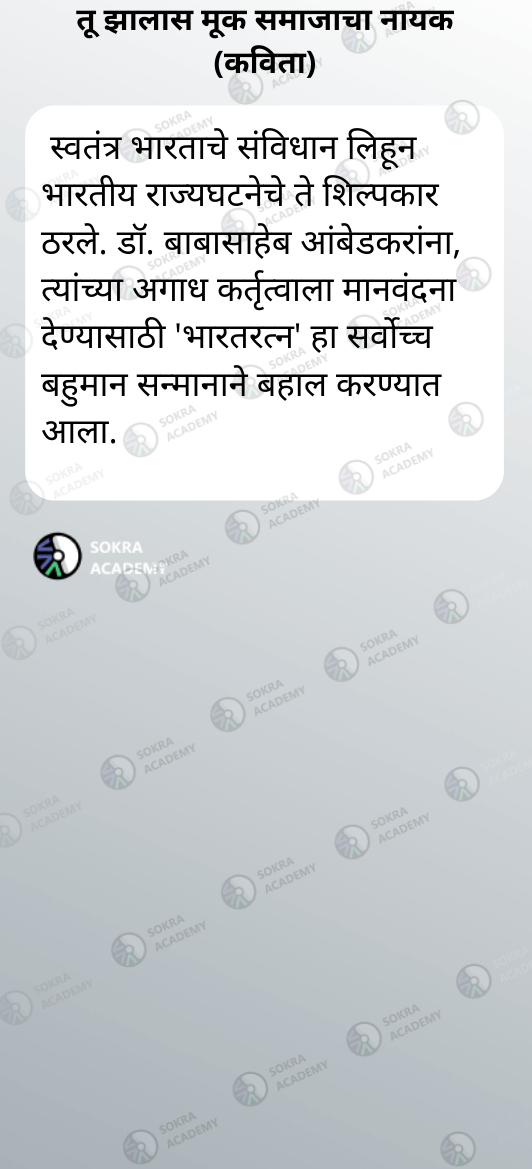 तू झालास मूक समाजाचा नायक
(कविता)
स्वतंत्र भारताचे संविधान लिहून
भारतीय राज्यघटनेचे ते शिल्पकार
ठरले. डॉ. बाबासाहेब आंबेडकरांना,
त्यांच्या अगाध कर्तृत्वाला मानवंदना
देण्यासाठी 'भारतरत्न' हा सर्वोच्च
बहुमान सन्मानाने बहाल करण्यात
आला.
SOKRA
ACADEMY